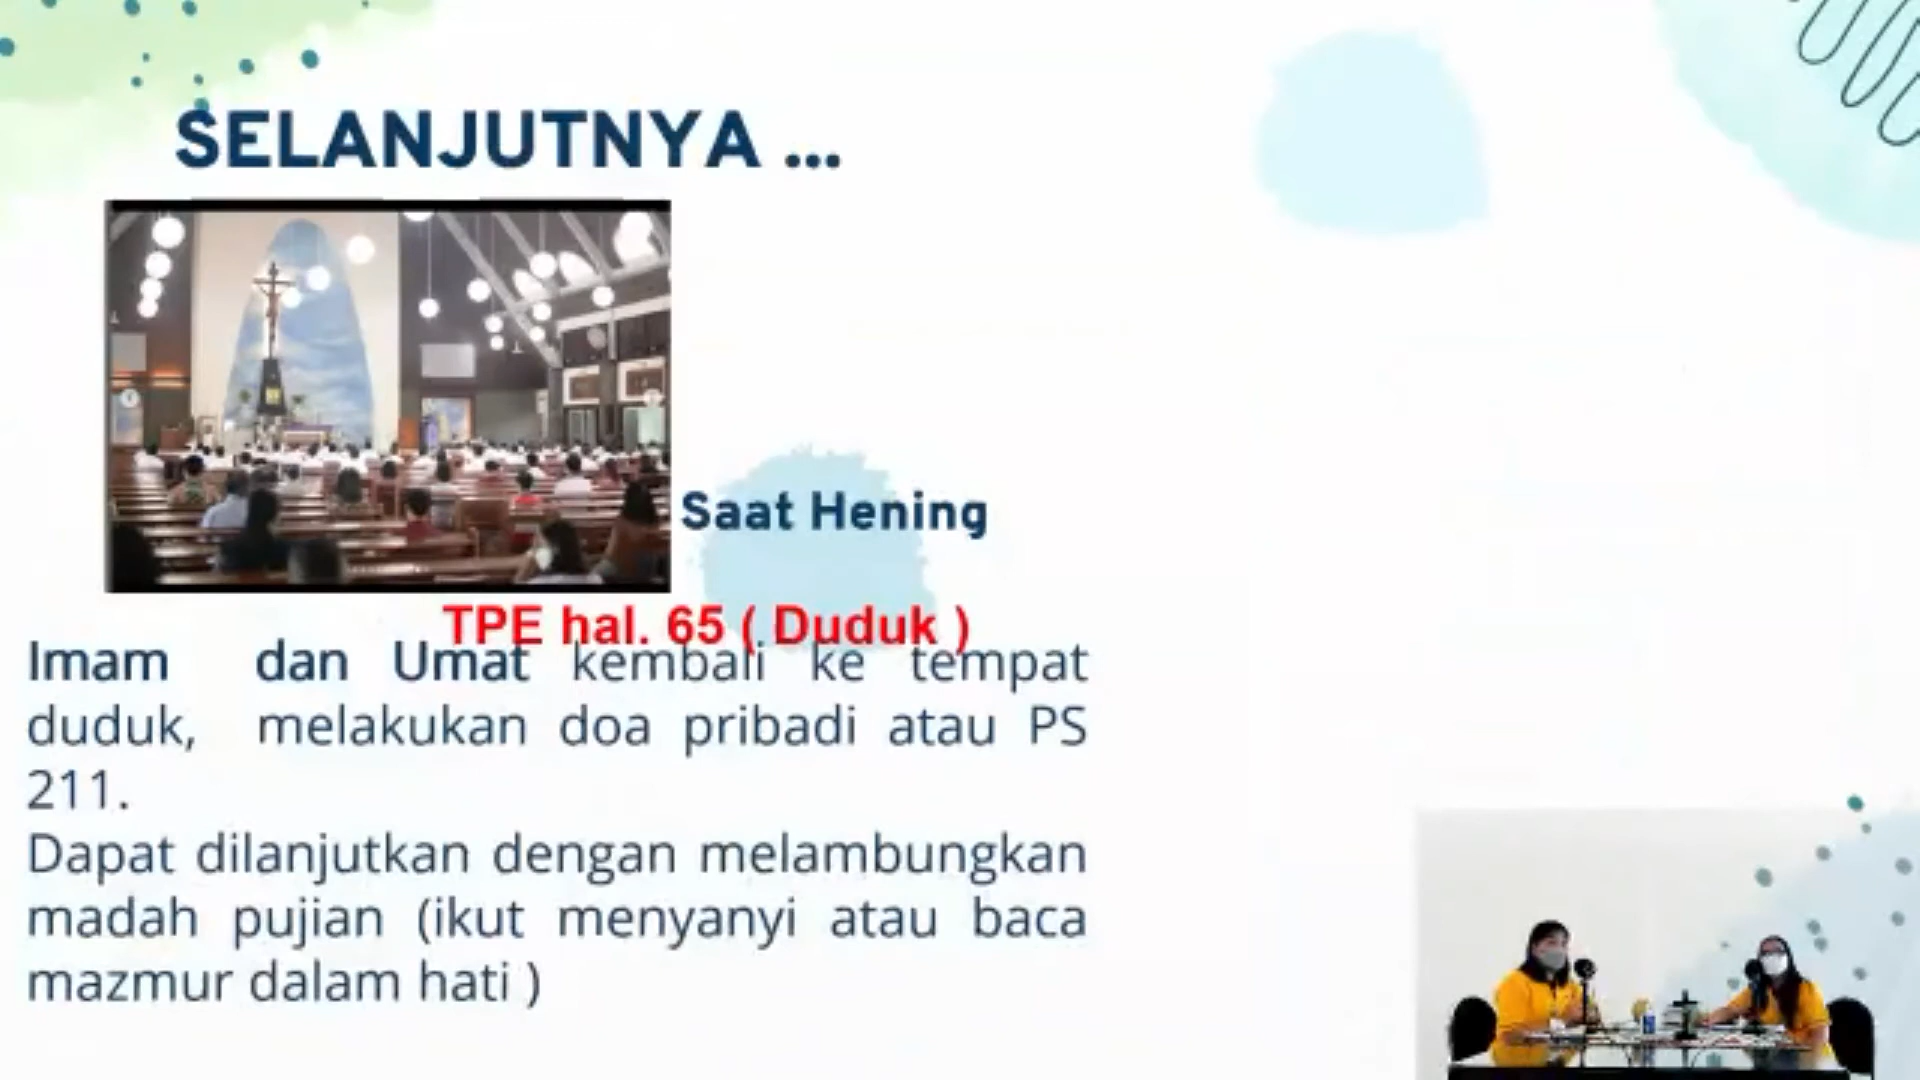 SELANJUTNYA ...
Saat Hening
TPE hal. 65 ( Duduk )
Imam dan Umat kembali ke tempat
duduk, melakukan doa pribadi atau PS
211.
Dapat dilanjutkan dengan melambungkan
madah pujian (ikut menyanyi atau baca
mazmur dalam hati )